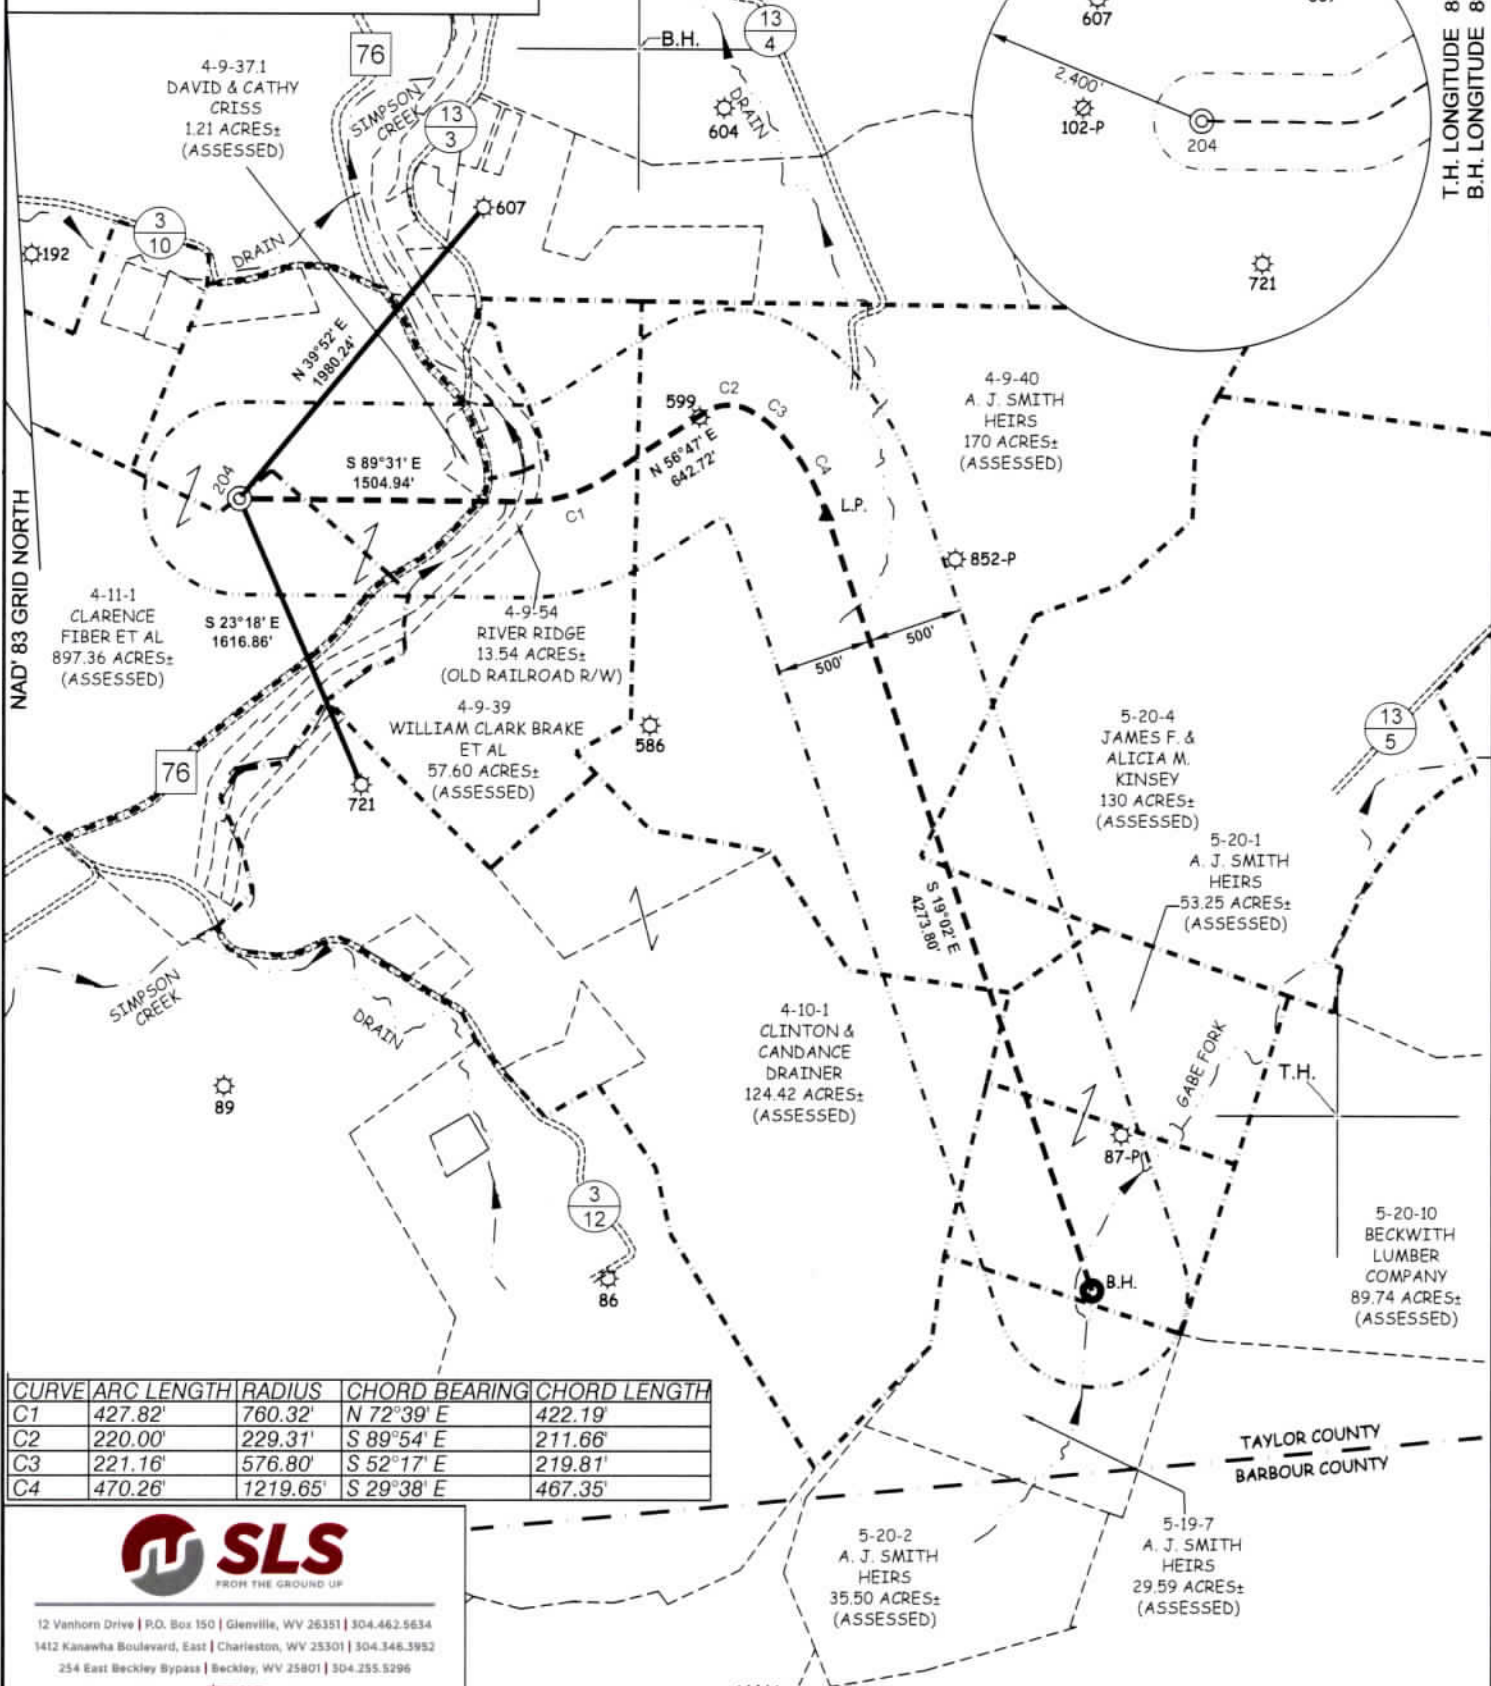 76
B.H.
13
4
607
2,400'
102-P
204
721
T.H. LONGITUDE 8
B.H. LONGITUDE 8
4-9-37.1
DAVID & CATHY
CRISS
1.21 ACRES±
(ASSESSED)
SIMPSON
CREEK
13
3
604
DRAIN
192
3
10
DRAIN
607
N 39°52' E
1980.24'
599
C2
C3
C4
C1
N 56°47' E
642.72'
4-9-40
A. J. SMITH
HEIRS
170 ACRES±
(ASSESSED)
204
S 89°31' E
1504.94'
L.P.
852-P
NAD' 83 GRID NORTH
4-11-1
CLARENCE
FIBER ET AL
897.36 ACRES±
(ASSESSED)
S 23°18' E
1616.86'
4-9-54
RIVER RIDGE
13.54 ACRES±
(OLD RAILROAD R/W)
500'
500'
4-9-39
WILLIAM CLARK BRAKE
ET AL
57.60 ACRES±
(ASSESSED)
586
5-20-4
JAMES F. &
ALICIA M.
KINSEY
130 ACRES±
(ASSESSED)
13
5
76
721
5-20-1
A. J. SMITH
HEIRS
53.25 ACRES±
(ASSESSED)
S 19°02' E
4273.80'
SIMPSON
CREEK
DRAIN
4-10-1
CLINTON &
CANDANCE
DRAINER
124.42 ACRES±
(ASSESSED)
GABE FORK
T.H.
89
87-P
3
12
86
5-20-10
BECKWITH
LUMBER
COMPANY
89.74 ACRES±
(ASSESSED)
B.H.
CURVE ARC LENGTH RADIUS CHORD BEARING CHORD LENGTH
C1 427.82' 760.32' N 72°39' E 422.19'
C2 220.00' 229.31' S 89°54' E 211.66'
C3 221.16' 576.80' S 52°17' E 219.81'
C4 470.26' 1219.65' S 29°38' E 467.35'
TAYLOR COUNTY
BARBOUR COUNTY
5-20-2
A. J. SMITH
HEIRS
35.50 ACRES±
(ASSESSED)
5-19-7
A. J. SMITH
HEIRS
29.59 ACRES±
(ASSESSED)
SLS
FROM THE GROUND UP
12 Vanhorn Drive | P.O. Box 150 | Glenville, WV 26351 | 304.462.5634
1412 Kanawha Boulevard, East | Charleston, WV 25301 | 304.346.3952
254 East Beckley Bypass | Beckley, WV 25801 | 304.255.5296